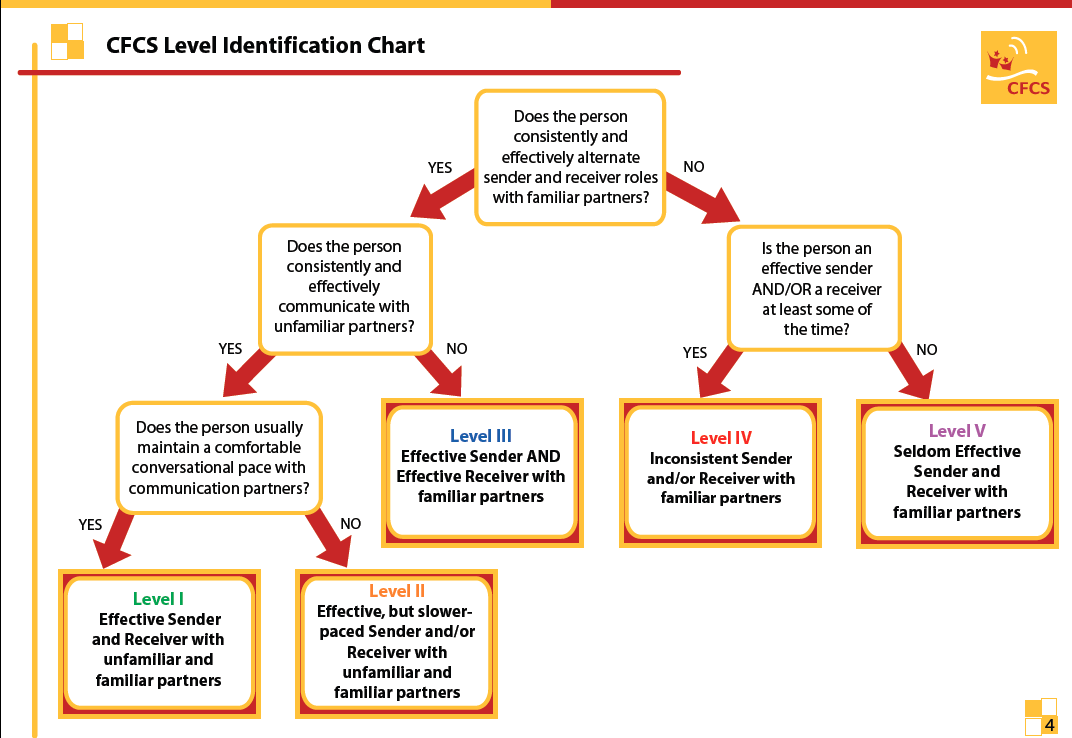 CFCS Level Identification Chart
CFCS
Does the person
consistently and
effectively alternate
sender and receiver roles
with familiar partners?
YES
NO
Does the person
consistently and
effectively
communicate with
unfamiliar partners?
Is the person an
effective sender
AND/OR a receiver
at least some of
the time?
YES
NO
YES
NO
Does the person usually
maintain a comfortable
conversational pace with
communication partners?
Level III
Effective Sender AND
Effective Receiver with
familiar partners
Level IV
Inconsistent Sender
and/or Receiver with
familiar partners
Level V
Seldom Effective
Sender and
Receiver with
familiar partners
YES
NO
Level I
Effective Sender
and Receiver with
unfamiliar and
familiar partners
Level II
Effective, but slower-
paced Sender and/or
Receiver with
unfamiliar and
familiar partners
4